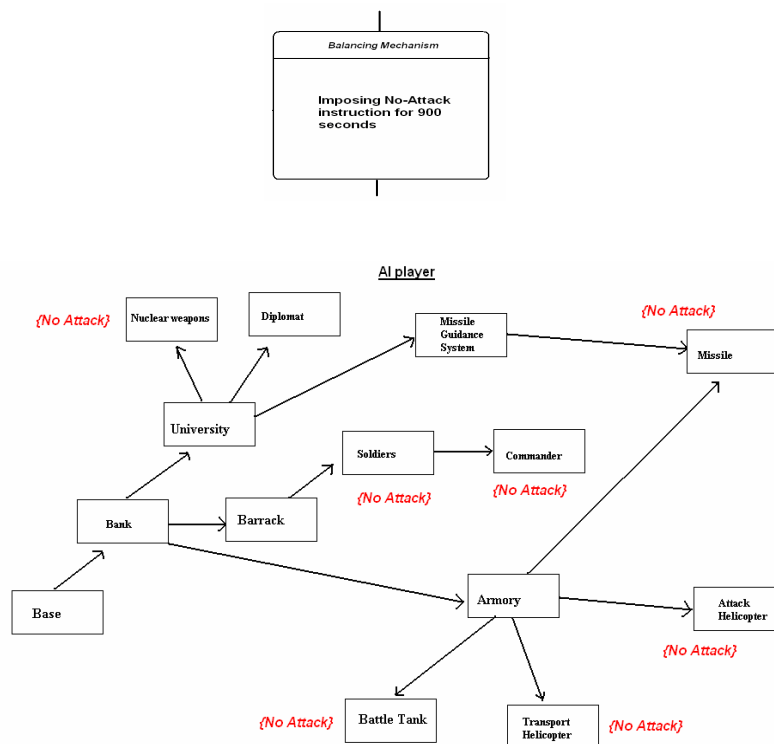 Balancing Mechanism
Imposing No-Attack
instruction for 900
seconds
AI player
{No Attack}
Nuclear weapons
Diplomat
Missile
Guidance
System
{No Attack}
Missile
University
Soldiers
Commander
{No Attack}
{No Attack}
Bank
Barrack
Base
Armory
Attack
Helicopter
{No Attack}
{No Attack}
Battle Tank
Transport
Helicopter
{No Attack}